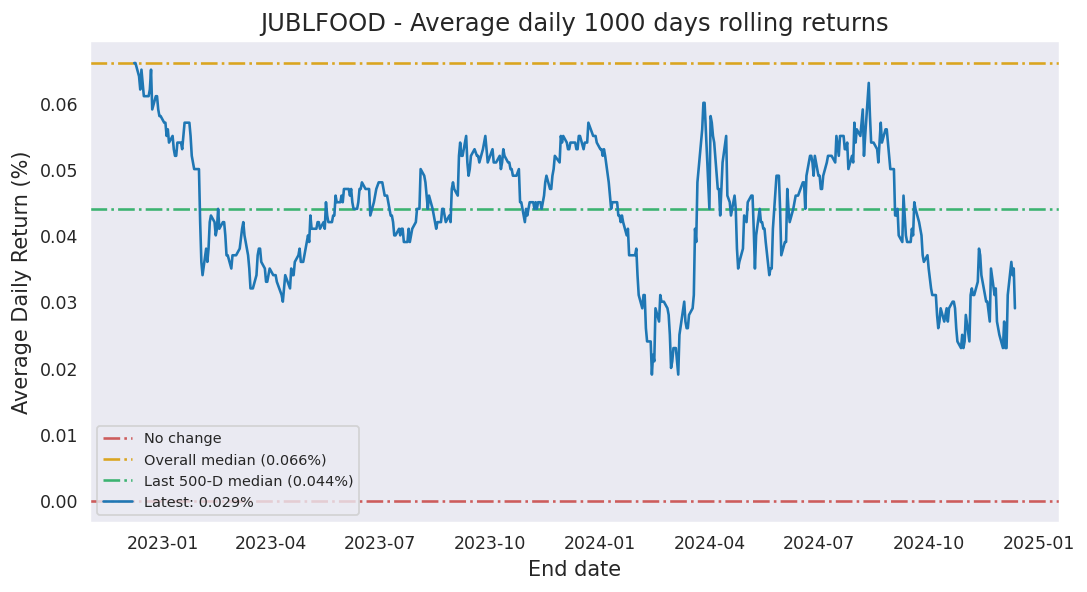 JUBLFOOD - Average daily 1000 days rolling returns
Average Daily Return (%)
0.06
0.05
0.04
0.03
0.02
0.01
0.00
No change
Overall median (0.066%)
Last 500-D median (0.044%)
Latest: 0.029%
2023-01 2023-04 2023-07 2023-10 2024-01 2024-04 2024-07 2024-10 2025-01
End date